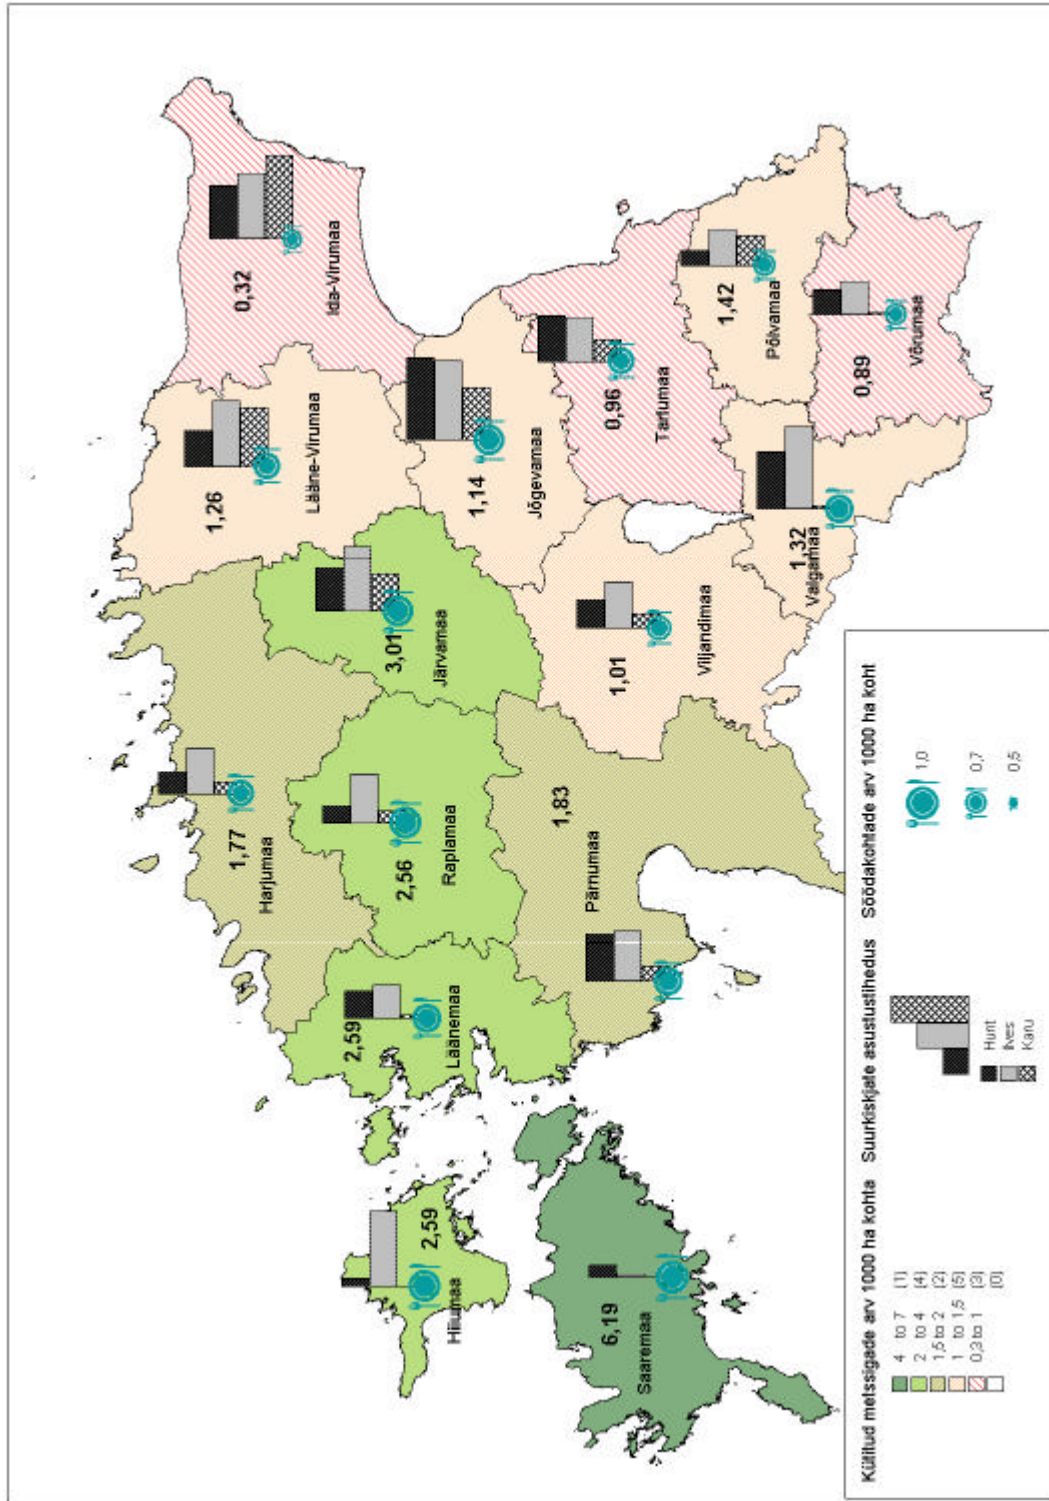 0,32
Ida-Virumaa
1,26
Lääne-Virumaa
1,77
Harjumaa
3,01
Järvamaa
1,14
Jõgevamaa
0,96
Tartumaa
1,42
Põlvamaa
0,89
Võrumaa
1,32
Valgamaa
1,01
Viljandimaa
2,56
Raplamaa
1,83
Pärnumaa
2,59
Läänemaa
2,59
Hiiumaa
6,19
Saaremaa
Kütitud metssigade arv 1000 ha kohta
4 to 7 (1)
2 to 4 (4)
1,5 to 2 (2)
1 to 1,5 (5)
0,3 to 1 (3)
(0)
Suurkiskjate asustustihedus
Hunt
Ilves
Karu
Söödakohtade arv 1000 ha koht
1,0
0,7